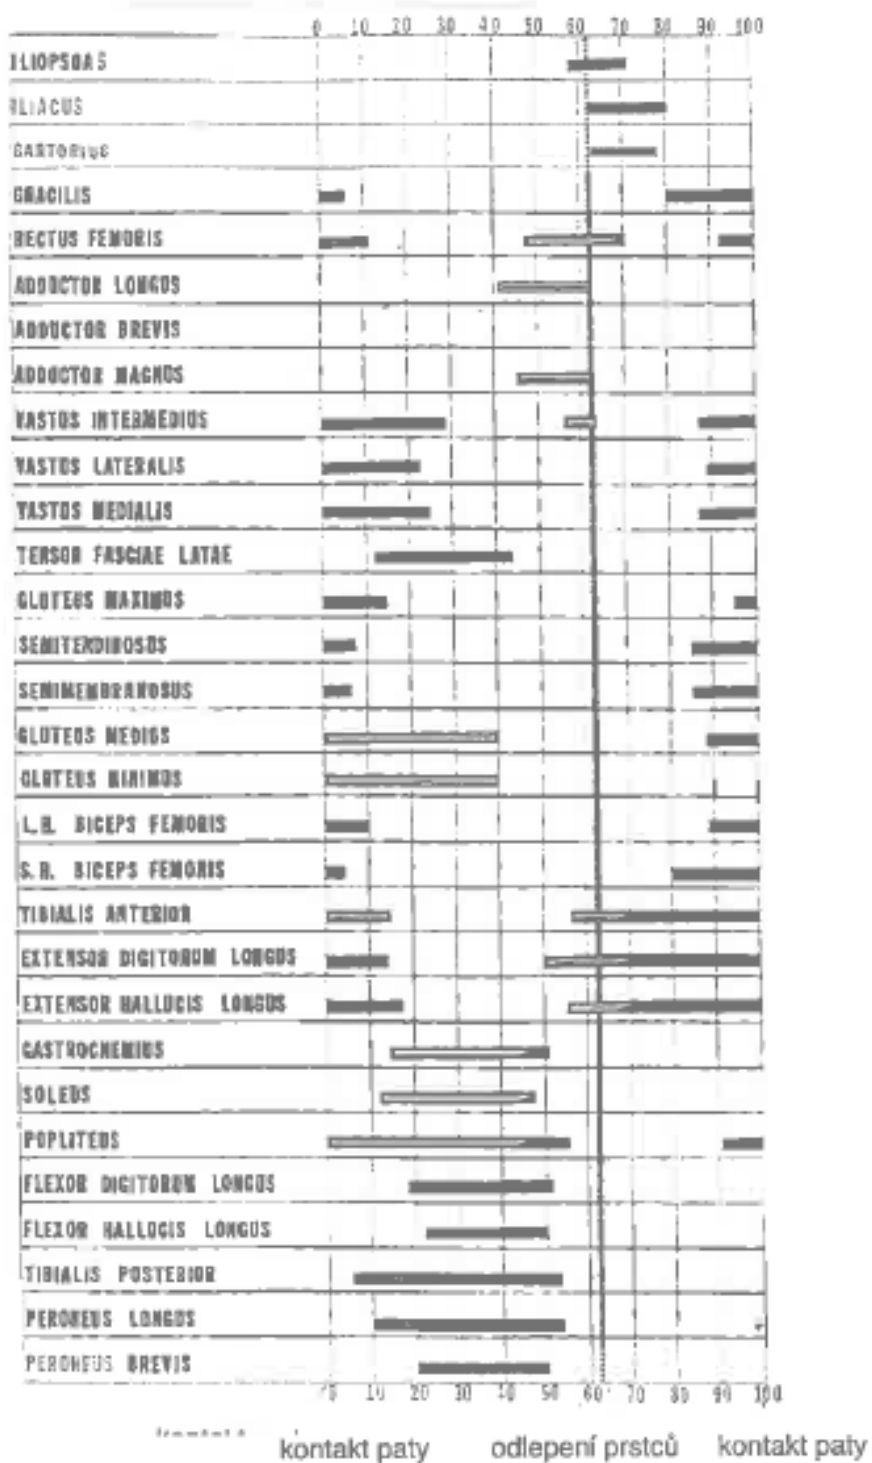 0 10 20 30 40 50 60 70 80 90 100
ILIOPSOAS
ILIACUS
SARTORIUS
GRACILIS
RECTUS FEMORIS
ADDUCTOR LONGUS
ADDUCTOR BREVIS
ADDUCTOR MAGNUS
VASTUS INTERMEDIUS
VASTUS LATERALIS
VASTUS MEDIALIS
TENSOR FASCIAE LATAE
GLUTEUS MAXIMUS
SEMITENDINOSUS
SEMIMEMBRANOSUS
GLUTEUS MEDIUS
GLUTEUS MINIMUS
L.H. BICEPS FEMORIS
S.H. BICEPS FEMORIS
TIBIALIS ANTERIOR
EXTENSOR DIGITORUM LONGUS
EXTENSOR HALLUCIS LONGUS
GASTROCNEMIUS
SOLEUS
POPLITEUS
FLEXOR DIGITORUM LONGUS
FLEXOR HALLUCIS LONGUS
TIBIALIS POSTERIOR
PERONEUS LONGUS
PERONEUS BREVIS
0 10 20 30 40 50 60 70 80 90 100
kontakt paty odlepení prstců kontakt paty